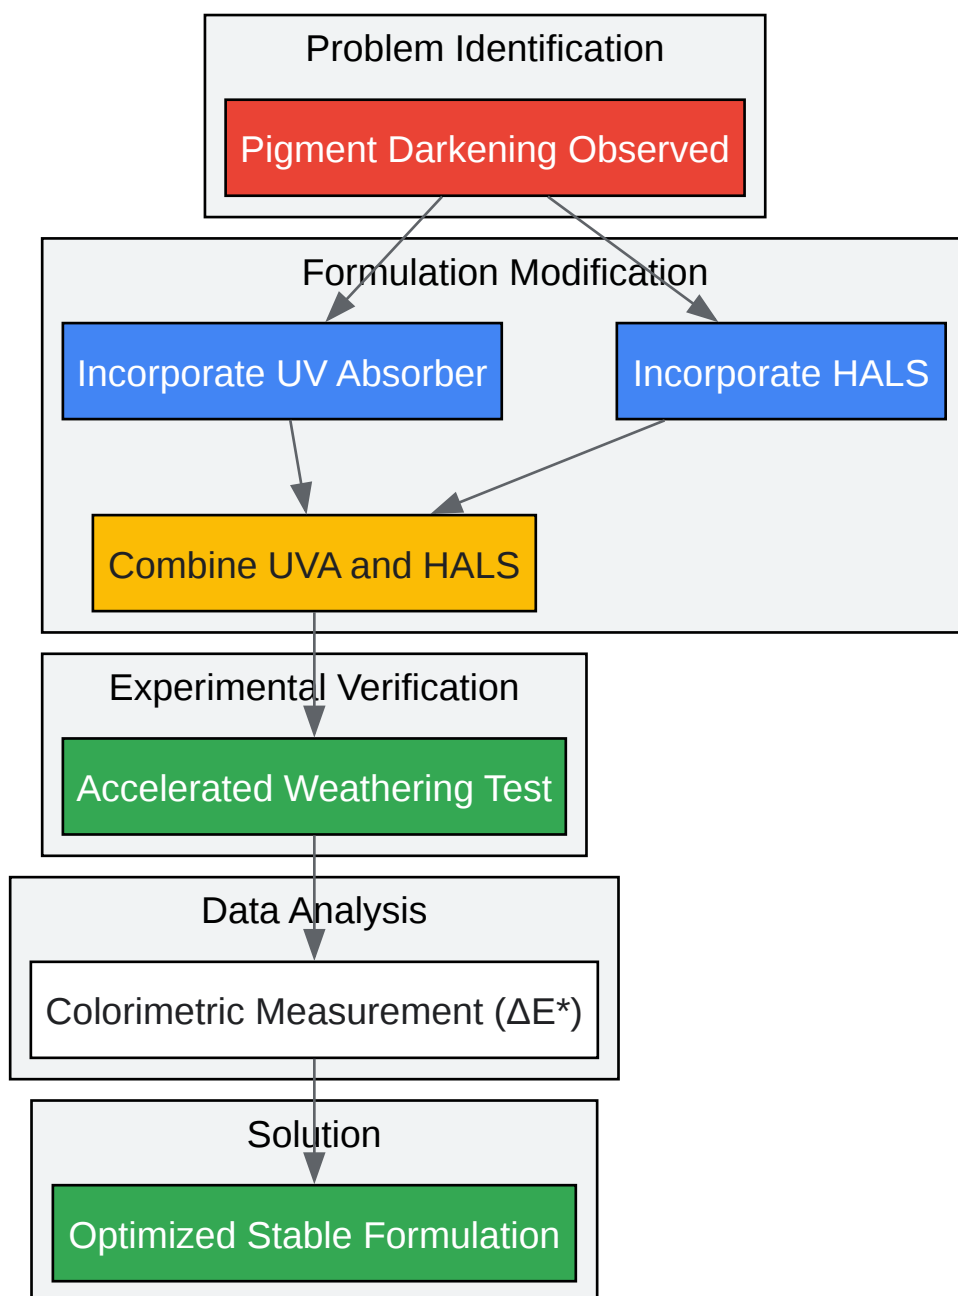 Problem Identification
Pigment Darkening Observed
Formulation Modification
Incorporate UV Absorber
Incorporate HALS
Combine UVA and HALS
Experimental Verification
Accelerated Weathering Test
Data Analysis
Colorimetric Measurement (ΔE*)
Solution
Optimized Stable Formulation